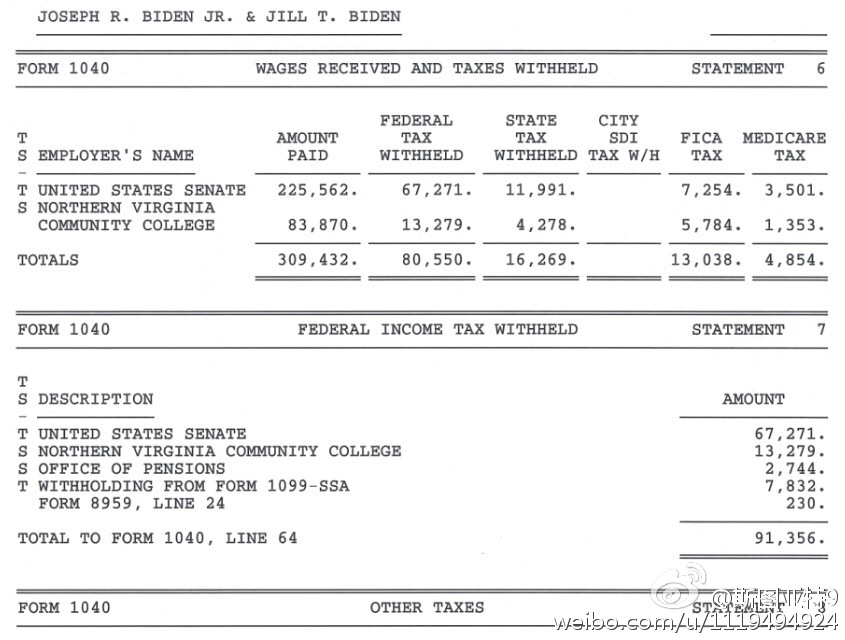 JOSEPH R. BIDEN JR. & JILL T. BIDEN
FORM 1040 WAGES RECEIVED AND TAXES WITHHELD STATEMENT 6
FEDERAL STATE CITY
T AMOUNT TAX TAX SDI FICA MEDICARE
S EMPLOYER'S NAME PAID WITHHELD WITHHELD TAX W/H TAX TAX
T UNITED STATES SENATE 225,562. 67,271. 11,991. 7,254. 3,501.
S NORTHERN VIRGINIA
COMMUNITY COLLEGE 83,870. 13,279. 4,278. 5,784. 1,353.
TOTALS 309,432. 80,550. 16,269. 13,038. 4,854.
FORM 1040 FEDERAL INCOME TAX WITHHELD STATEMENT 7
T
S DESCRIPTION AMOUNT
T UNITED STATES SENATE 67,271.
S NORTHERN VIRGINIA COMMUNITY COLLEGE 13,279.
S OFFICE OF PENSIONS 2,744.
T WITHHOLDING FROM FORM 1099-SSA 7,832.
FORM 8959, LINE 24 230.
TOTAL TO FORM 1040, LINE 64 91,356.
FORM 1040 OTHER TAXES STATEMENT 8
weibo.com/u/1119494924